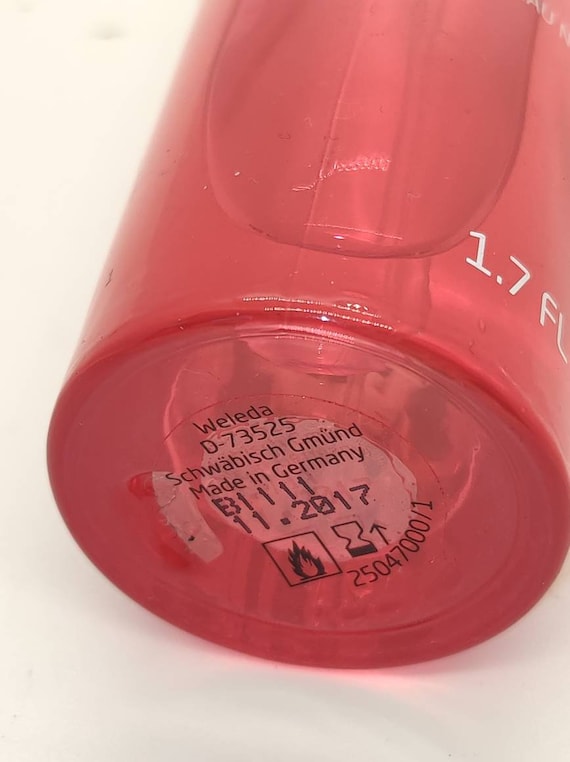 1.7 FL
Weleda
D-73525
Schwäbisch Gmünd
Made in Germany
B1111
11.2017
25047000/1